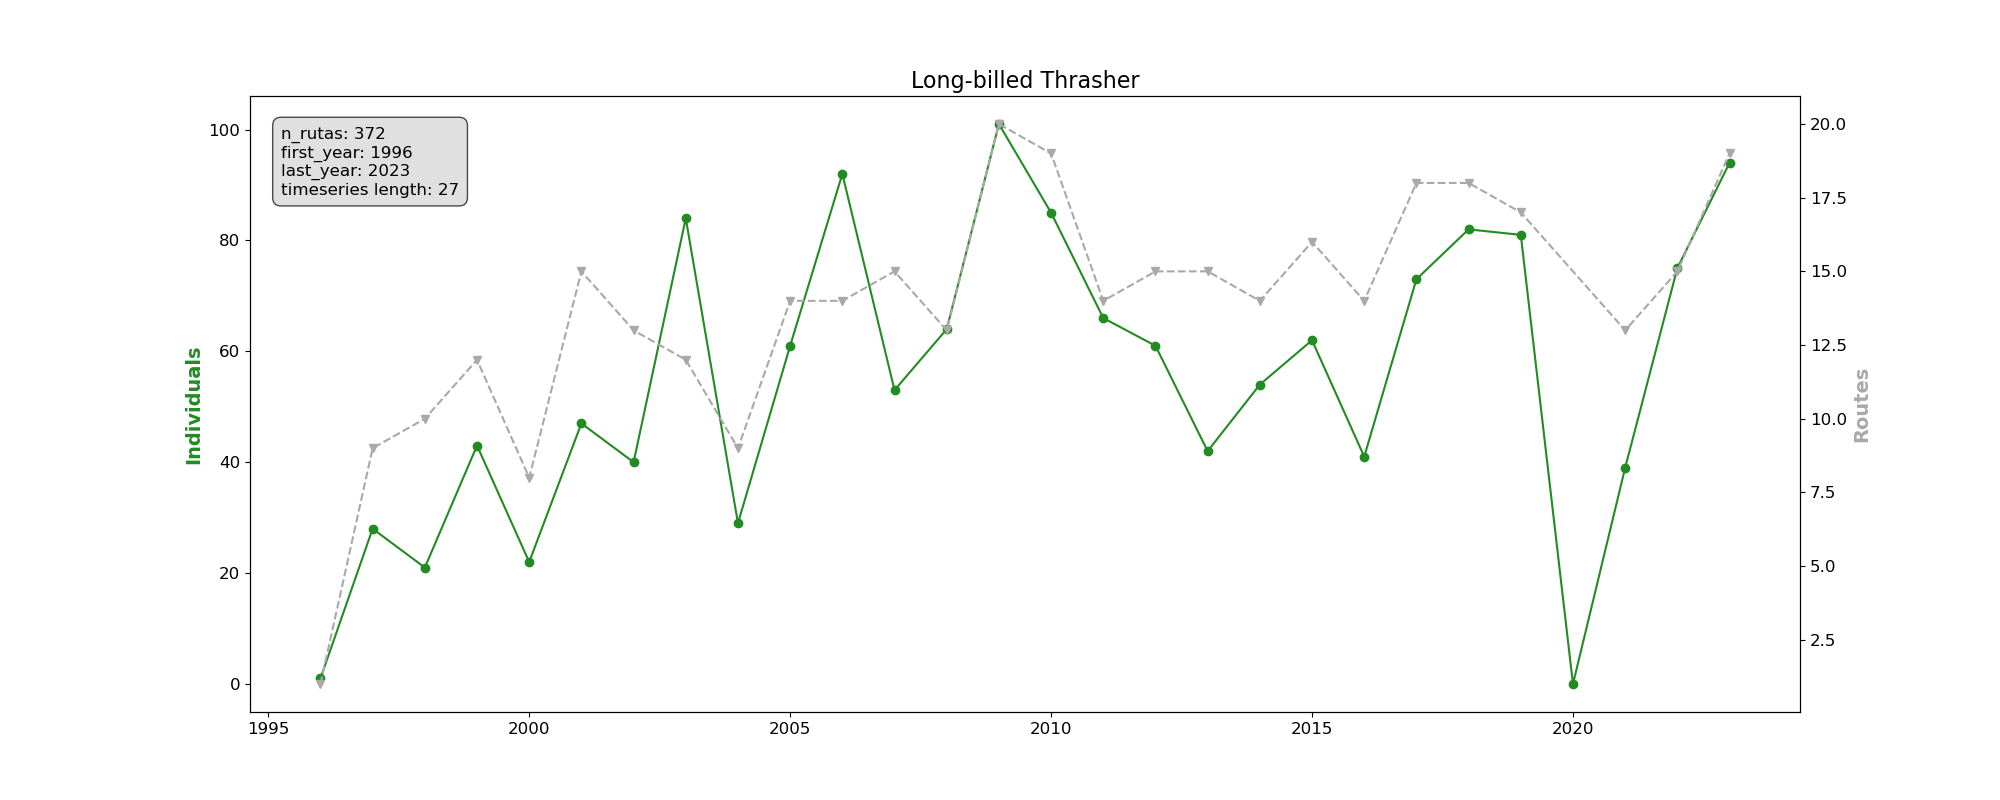 Long-billed Thrasher
n_rutas: 372
first_year: 1996
last_year: 2023
timeseries length: 27
Individuals
100
80
60
40
20
0
20.0
17.5
15.0
12.5
10.0
7.5
5.0
2.5
Routes
1995
2000
2005
2010
2015
2020